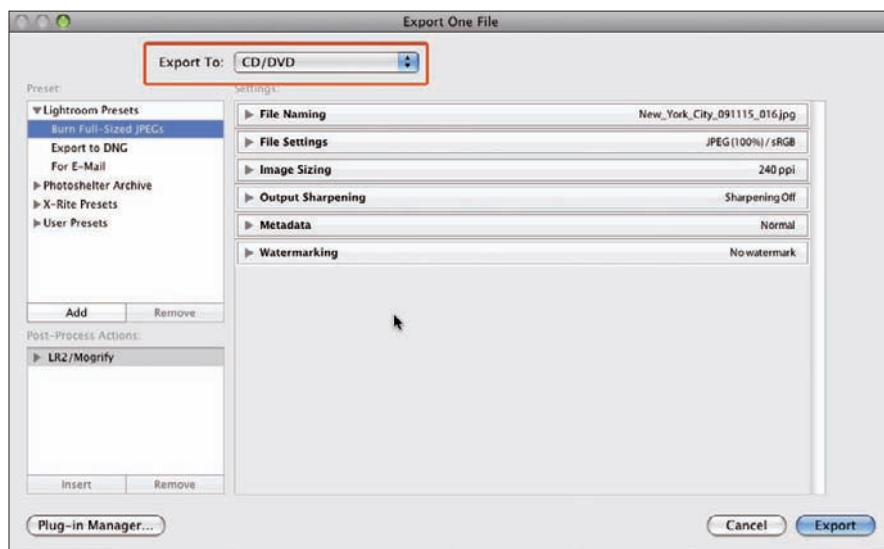 Export One File
Export To: CD/DVD
Preset:
Settings:
Lightroom Presets
Burn Full-Sized JPEGs
Export to DNG
For E-Mail
Photoshelter Archive
X-Rite Presets
User Presets
Add Remove
Post-Process Actions:
LR2/Mogrify
Insert Remove
File Naming New_York_City_091115_016.jpg
File Settings JPEG (100%) / sRGB
Image Sizing 240 ppi
Output Sharpening Sharpening Off
Metadata Normal
Watermarking No watermark
Plug-in Manager... Cancel Export